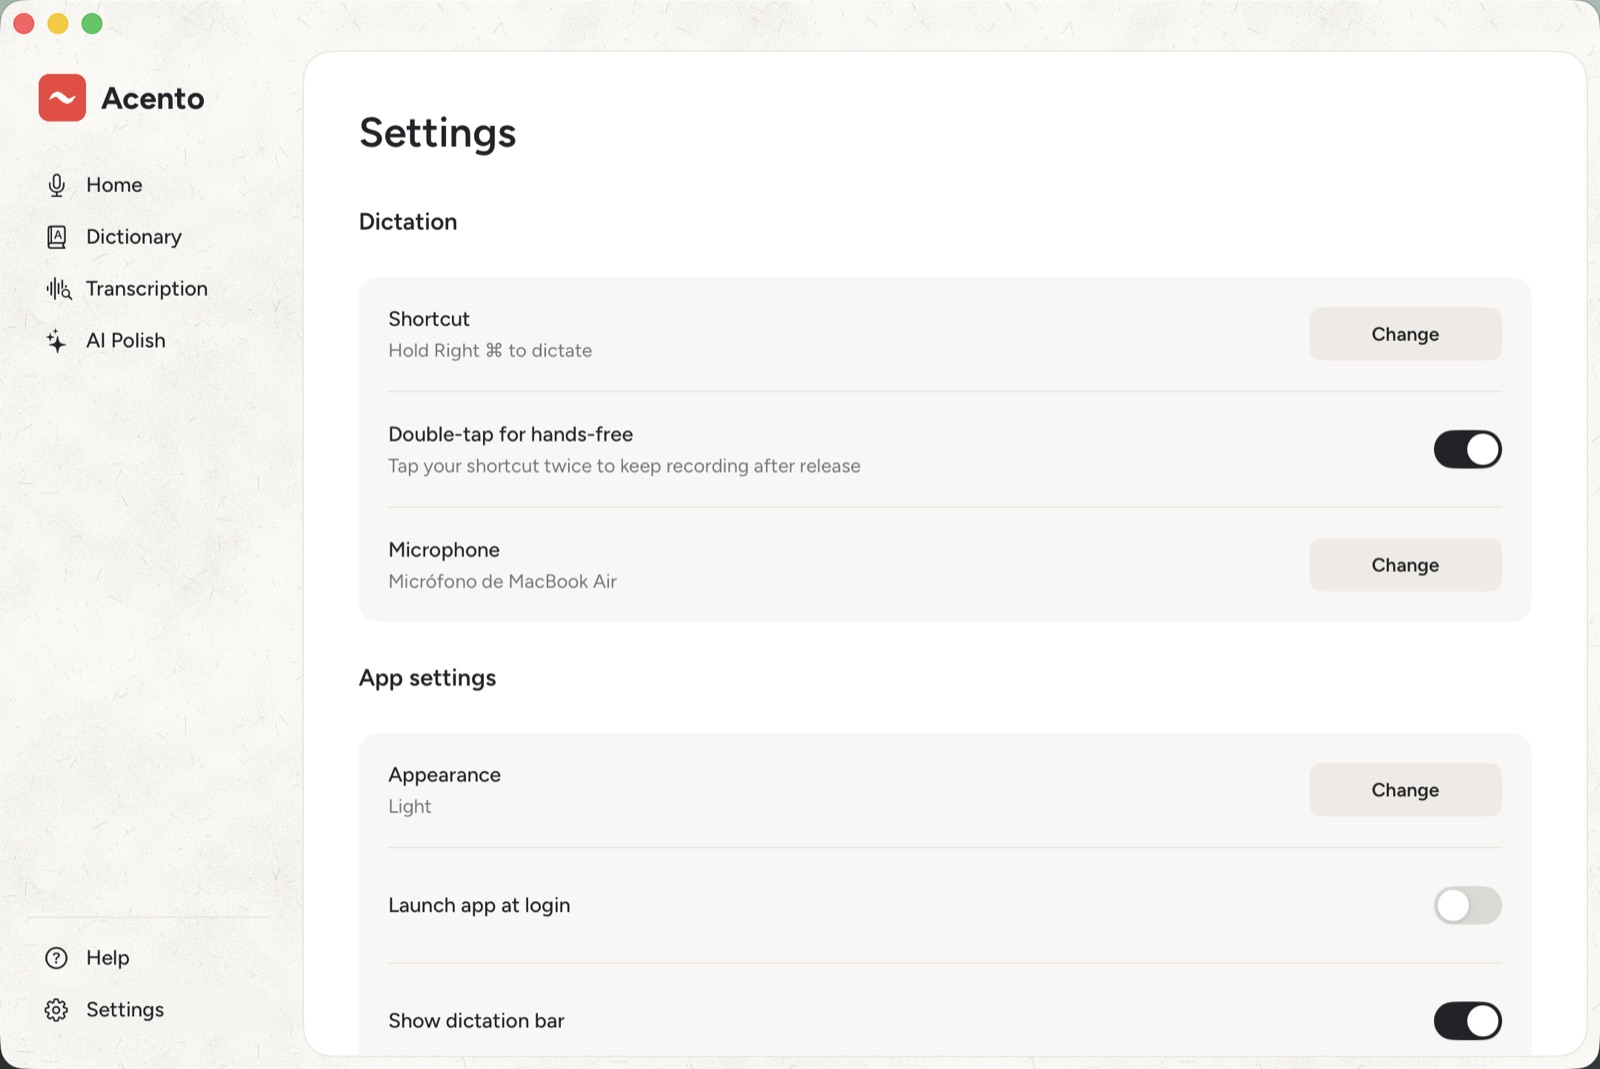 Acento
Home
Dictionary
Transcription
AI Polish
Help
Settings
Settings
Dictation
Shortcut
Hold Right ⌘ to dictate
Change
Double-tap for hands-free
Tap your shortcut twice to keep recording after release
Microphone
Micrófono de MacBook Air
Change
App settings
Appearance
Light
Change
Launch app at login
Show dictation bar